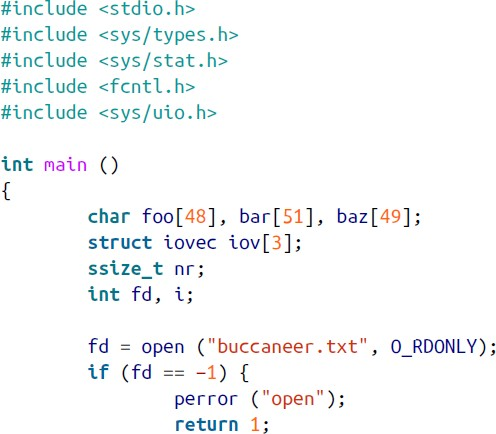 #include <stdio.h>
#include <sys/types.h>
#include <sys/stat.h>
#include <fcntl.h>
#include <sys/uio.h>

int main ()
{
        char foo[48], bar[51], baz[49];
        struct iovec iov[3];
        ssize_t nr;
        int fd, i;

        fd = open ("buccaneer.txt", O_RDONLY);
        if (fd == -1) {
                perror ("open");
                return 1;